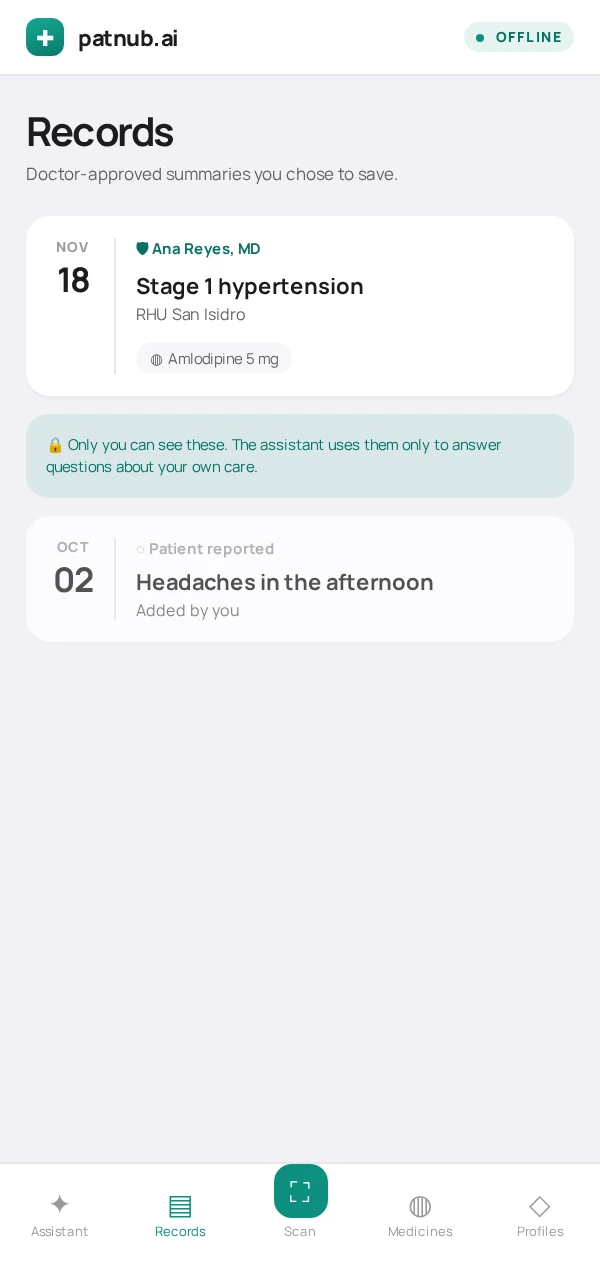 patnub.ai
OFFLINE
Records
Doctor-approved summaries you chose to save.
NOV
18
Ana Reyes, MD
Stage 1 hypertension
RHU San Isidro
Amlodipine 5 mg
🔒 Only you can see these. The assistant uses them only to answer
questions about your own care.
OCT
02
Patient reported
Headaches in the afternoon
Added by you
Assistant
Records
Scan
Medicines
Profiles